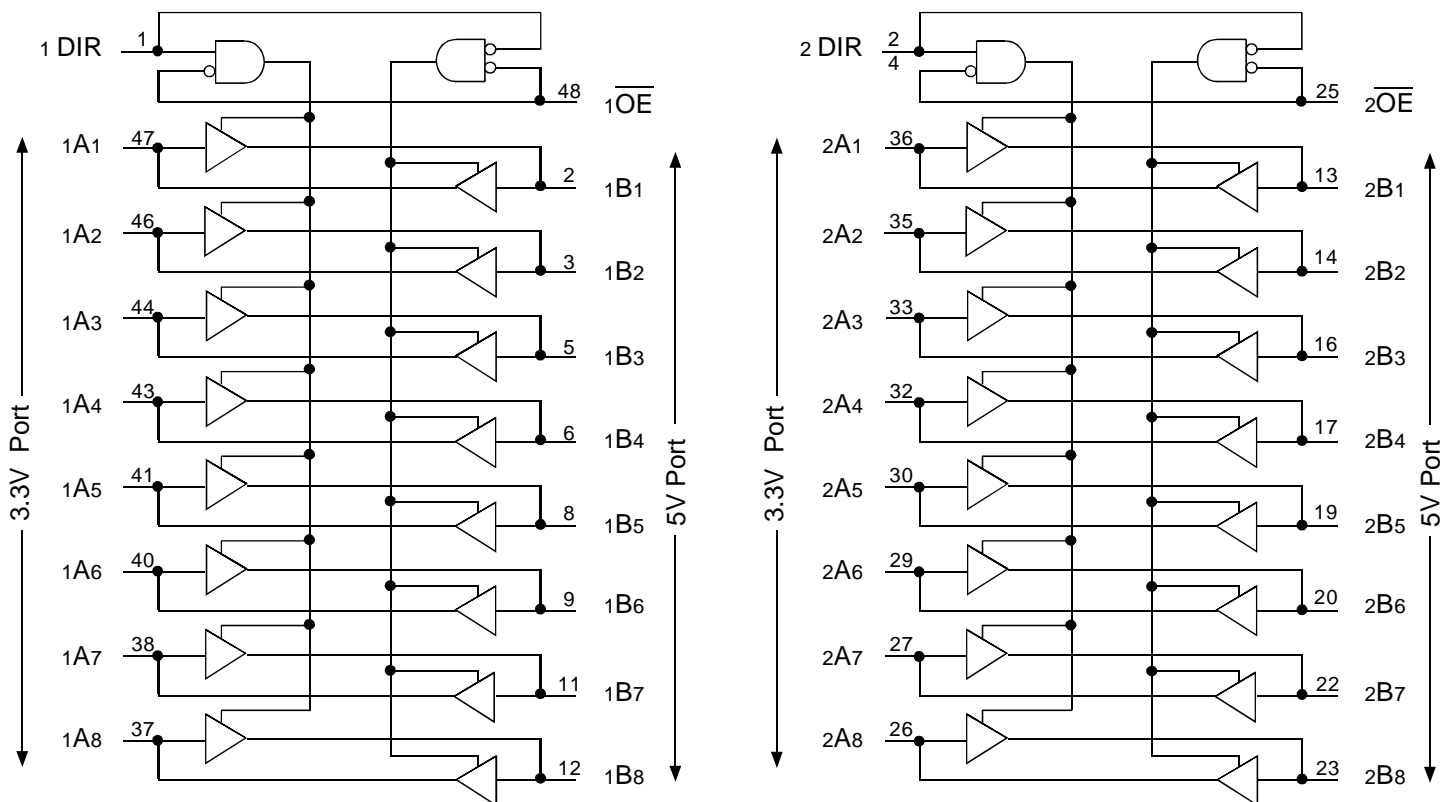 1 DIR 1
48 1OE
1A1 47
2 1B1
1A2 46
3 1B2
1A3 44
5 1B3
1A4 43
6 1B4
1A5 41
8 1B5
1A6 40
9 1B6
1A7 38
11 1B7
1A8 37
12 1B8
3.3V Port
5V Port
2 DIR 2
4
25 2OE
2A1 36
13 2B1
2A2 35
14 2B2
2A3 33
16 2B3
2A4 32
17 2B4
2A5 30
19 2B5
2A6 29
20 2B6
2A7 27
22 2B7
2A8 26
23 2B8
3.3V Port
5V Port